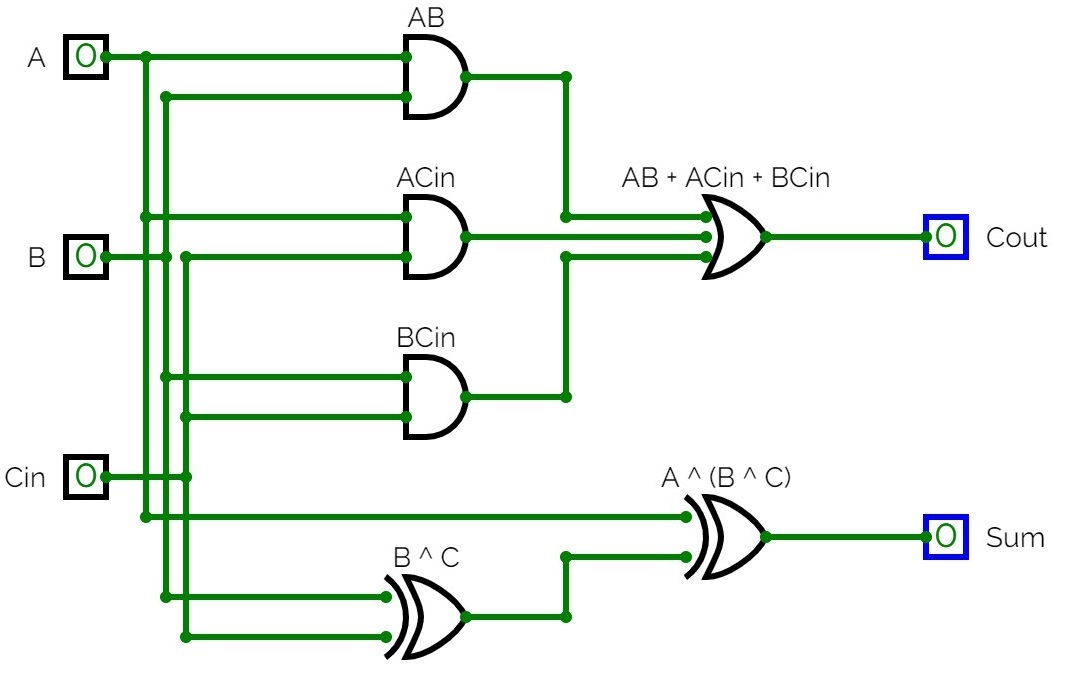 AB
A 0
ACin
AB + ACin + BCin
B 0
0 Cout
BCin
Cin 0
A ^ (B ^ C)
0 Sum
B ^ C